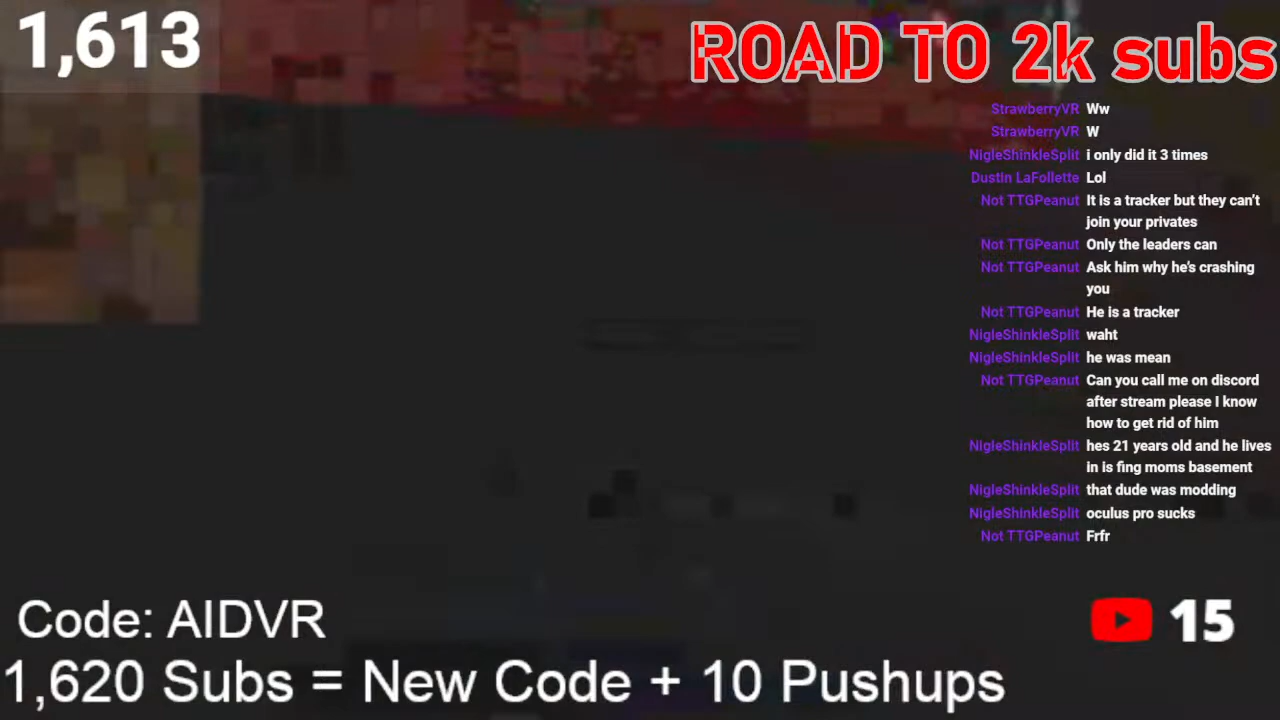 1,613
ROAD TO 2k subs
StrawberryVR Ww
StrawberryVR W
NigleShinkleSplit i only did it 3 times
Dustin LaFollette Lol
Not TTGPeanut It is a tracker but they can't
join your privates
Not TTGPeanut Only the leaders can
Not TTGPeanut Ask him why he's crashing
you
Not TTGPeanut He is a tracker
NigleShinkleSplit waht
NigleShinkleSplit he was mean
Not TTGPeanut Can you call me on discord
after stream please I know
how to get rid of him
NigleShinkleSplit hes 21 years old and he lives
in is fing moms basement
NigleShinkleSplit that dude was modding
NigleShinkleSplit oculus pro sucks
Not TTGPeanut Frfr
Code: AIDVR
15
1,620 Subs = New Code + 10 Pushups